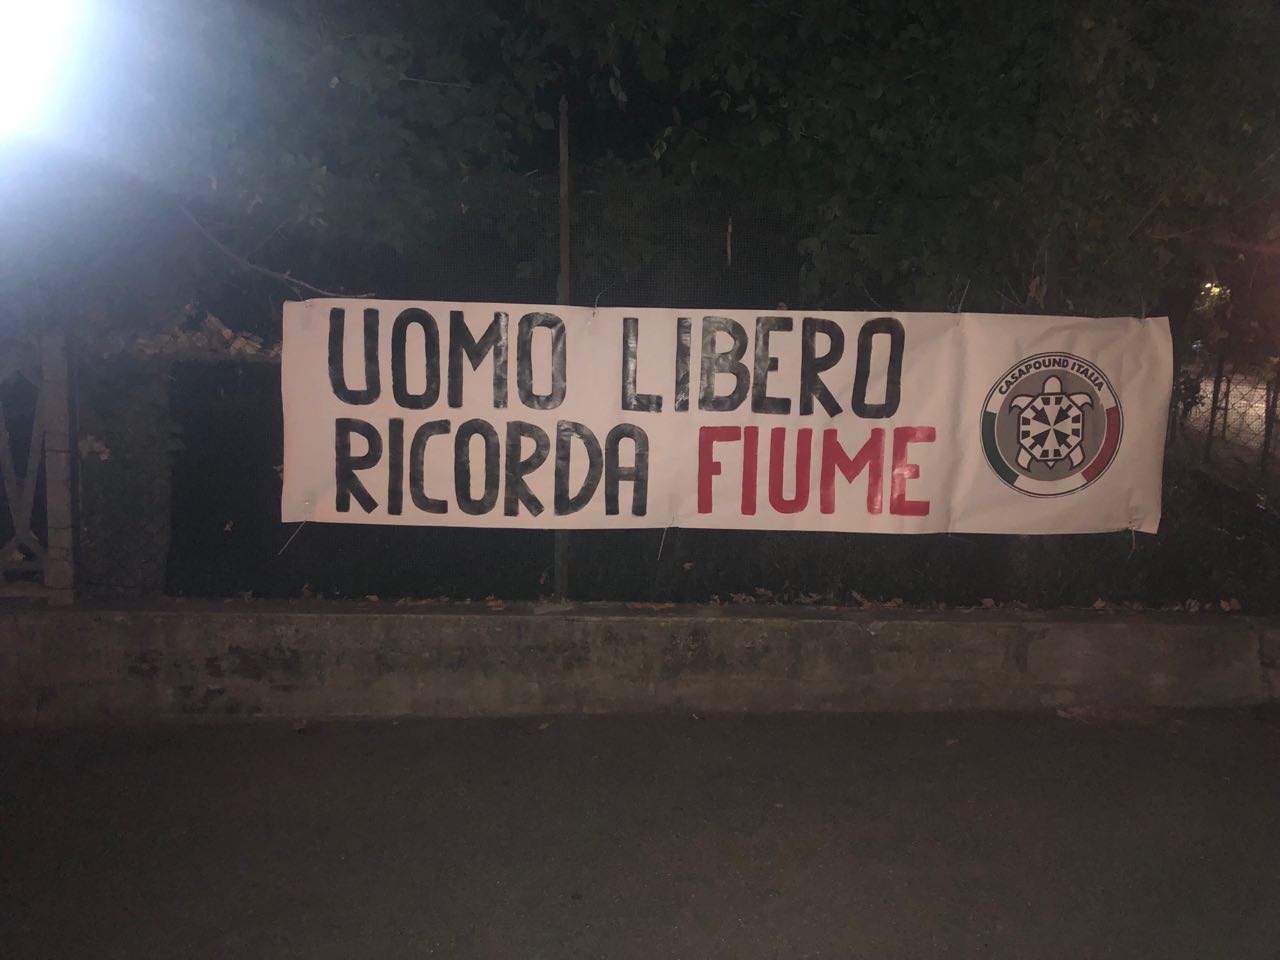 UOMO LIBERO
RICORDA FIUME
CASAPOUND ITALIA